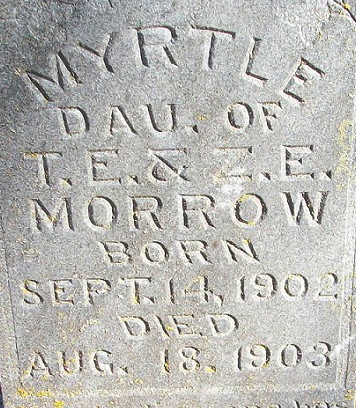 MYRTLE
DAU. OF
T. E. & Z. E.
MORROW
BORN
SEPT. 14, 1902
DIED
AUG. 18, 1903